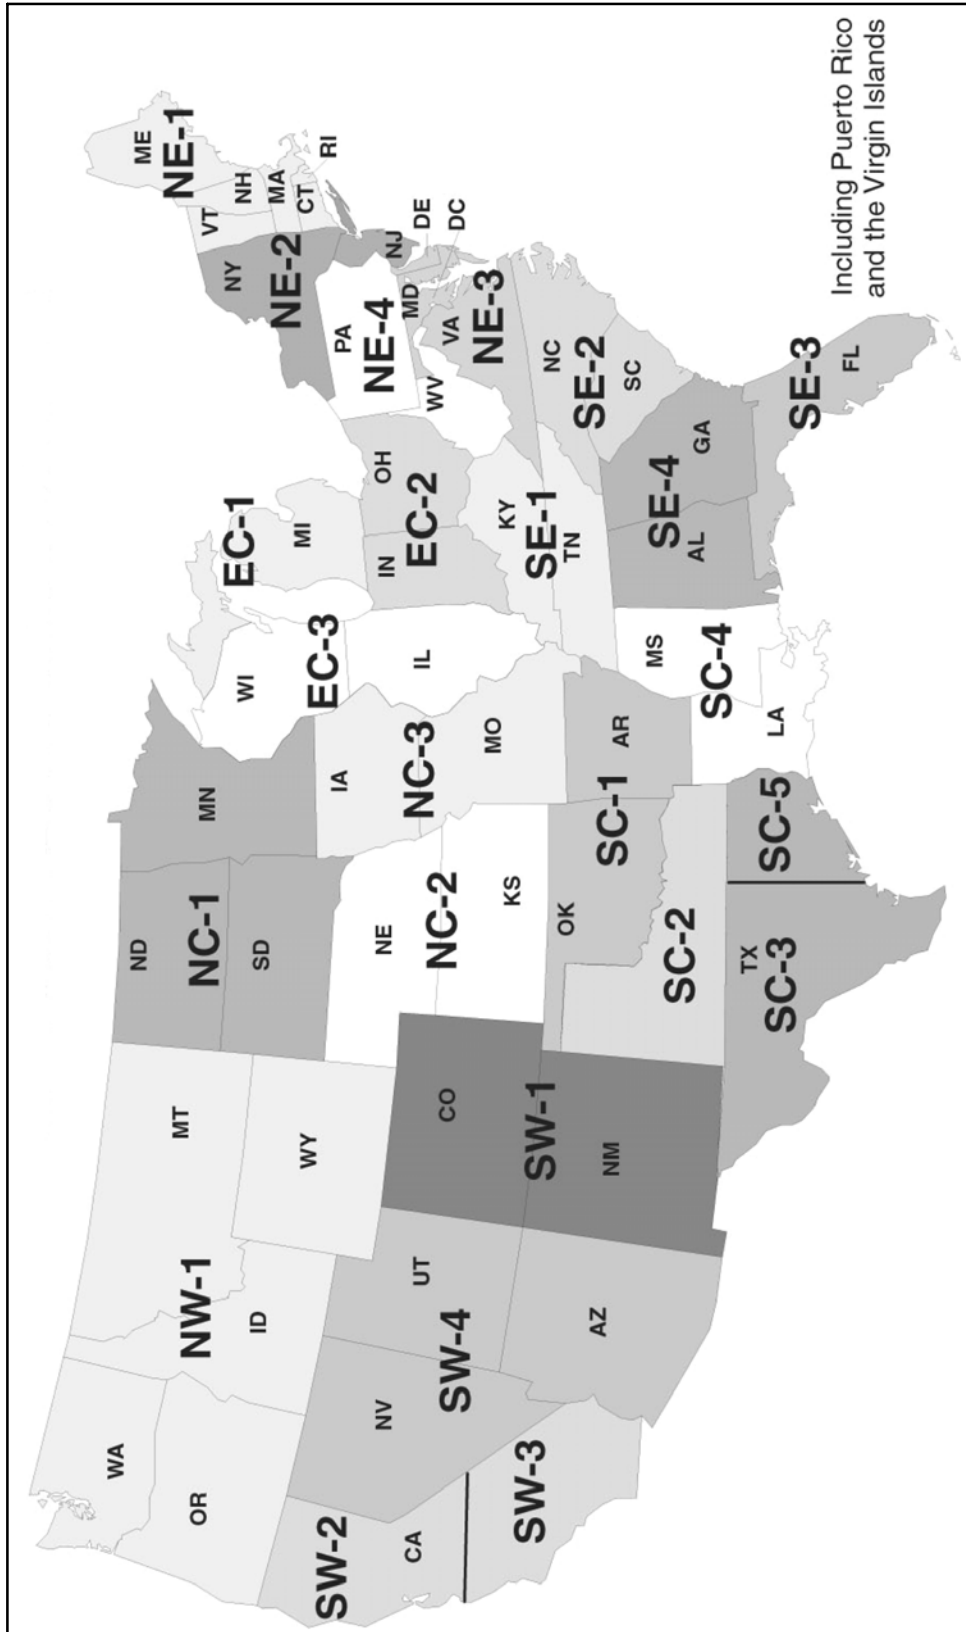 WA
OR
MT
ID
NW-1
WY
ND
NC-1
SD
MN
WI
EC-3
IL
EC-1
MI
IA
NC-3
MO
NE
NC-2
KS
IN
OH
EC-2
SW-2
CA
SW-3
NV
UT
SW-4
AZ
CO
SW-1
NM
OK
SC-1
AR
SC-2
TX
SC-3
SC-5
MS
SC-4
LA
KY
SE-1
TN
AL
SE-4
GA
NC
SE-2
SC
SE-3
FL
WV
VA
NE-3
MD
DE
DC
PA
NE-4
NJ
NY
NE-2
VT
NH
MA
CT
RI
ME
NE-1
Including Puerto Rico
and the Virgin Islands